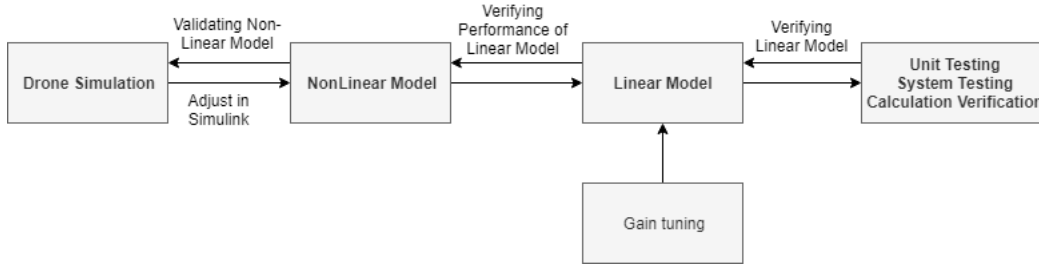 Validating Non-
Linear Model
Verifying
Performance of
Linear Model
Verifying
Linear Model
Drone Simulation
NonLinear Model
Linear Model
Unit Testing
System Testing
Calculation Verification
Adjust in
Simulink
Gain tuning